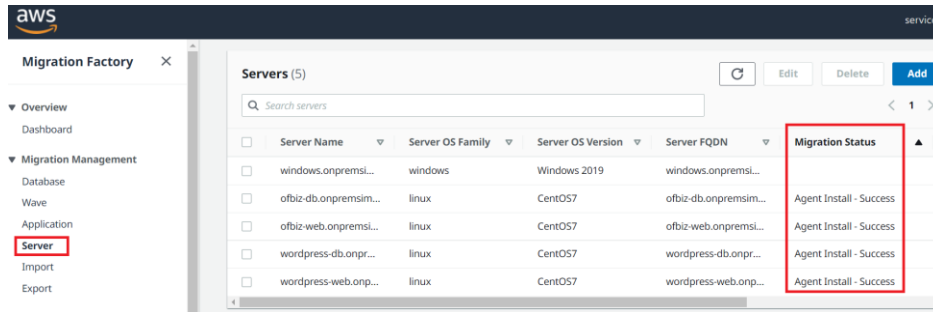 aws
service
Migration Factory ×
Servers (5)
Edit Delete Add
Search servers
1
▼ Overview
Dashboard
▼ Migration Management
Database
Wave
Application
Server
Import
Export
Server Name Server OS Family Server OS Version Server FQDN Migration Status
windows.onpremsi... windows Windows 2019 windows.onpremsi...
ofbiz-db.onpremsim... linux CentOS7 ofbiz-db.onpremsim... Agent Install - Success
ofbiz-web.onpremsi... linux CentOS7 ofbiz-web.onpremsi... Agent Install - Success
wordpress-db.onpr... linux CentOS7 wordpress-db.onpr... Agent Install - Success
wordpress-web.onp... linux CentOS7 wordpress-web.onp... Agent Install - Success